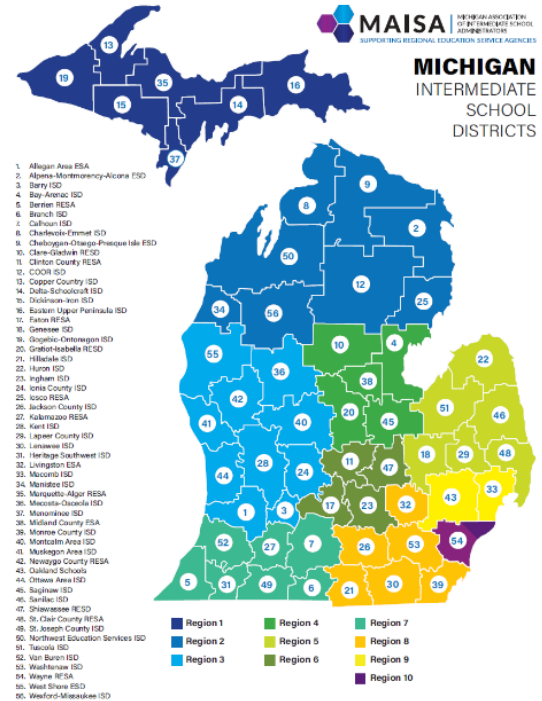 MAISA
MICHIGAN ASSOCIATION
OF INTERMEDIATE SCHOOL
ADMINISTRATORS
SUPPORTING REGIONAL EDUCATION SERVICE AGENCIES
MICHIGAN
INTERMEDIATE
SCHOOL
DISTRICTS
13
19
35
15
14
16
37
1. Allegan Area ESA
2. Alpena-Montmorency-Alcona ESD
3. Barry ISD
4. Bay-Arenac ISD
5. Berrien RESA
6. Branch ISD
7. Calhoun ISD
8. Charlevoix-Emmet ISD
9. Cheboygan-Otsego-Presque Isle ESD
10. Clare-Gladwin RESD
11. Clinton County RESA
12. COOR ISD
13. Copper Country ISD
14. Delta-Schoolcraft ISD
15. Dickinson-Iron ISD
16. Eastern Upper Peninsula ISD
17. Eaton RESA
18. Genesee ISD
19. Gogebic-Ontonagon ISD
20. Gratiot-Isabella RESD
21. Hillsdale ISD
22. Huron ISD
23. Ingham ISD
24. Ionia County ISD
25. Iosco RESA
26. Jackson County ISD
27. Kalamazoo RESA
28. Kent ISD
29. Lapeer County ISD
30. Lenawee ISD
31. Heritage Southwest ISD
32. Livingston ESA
33. Macomb ISD
34. Manistee ISD
35. Marquette-Alger RESA
36. Mecosta-Osceola ISD
37. Menominee ISD
38. Midland County ESA
39. Monroe County ISD
40. Montcalm Area ISD
41. Muskegon Area ISD
42. Newaygo County RESA
43. Oakland Schools
44. Ottawa Area ISD
45. Saginaw ISD
46. Sanilac ISD
47. Shiawassee RESD
48. St. Clair County RESA
49. St. Joseph County ISD
50. Northwest Education Services ISD
51. Tuscola ISD
52. Van Buren ISD
53. Washtenaw ISD
54. Wayne RESA
55. West Shore ESD
56. Wexford-Missaukee ISD
9
8
2
50
12
25
34
56
10
4
55
36
22
38
42
51
46
20
41
40
45
18
29
48
11
28
47
24
44
33
43
32
17
23
1
3
54
52
27
7
26
53
5
31
49
6
21
30
39
Region 1
Region 2
Region 3
Region 4
Region 5
Region 6
Region 7
Region 8
Region 9
Region 10